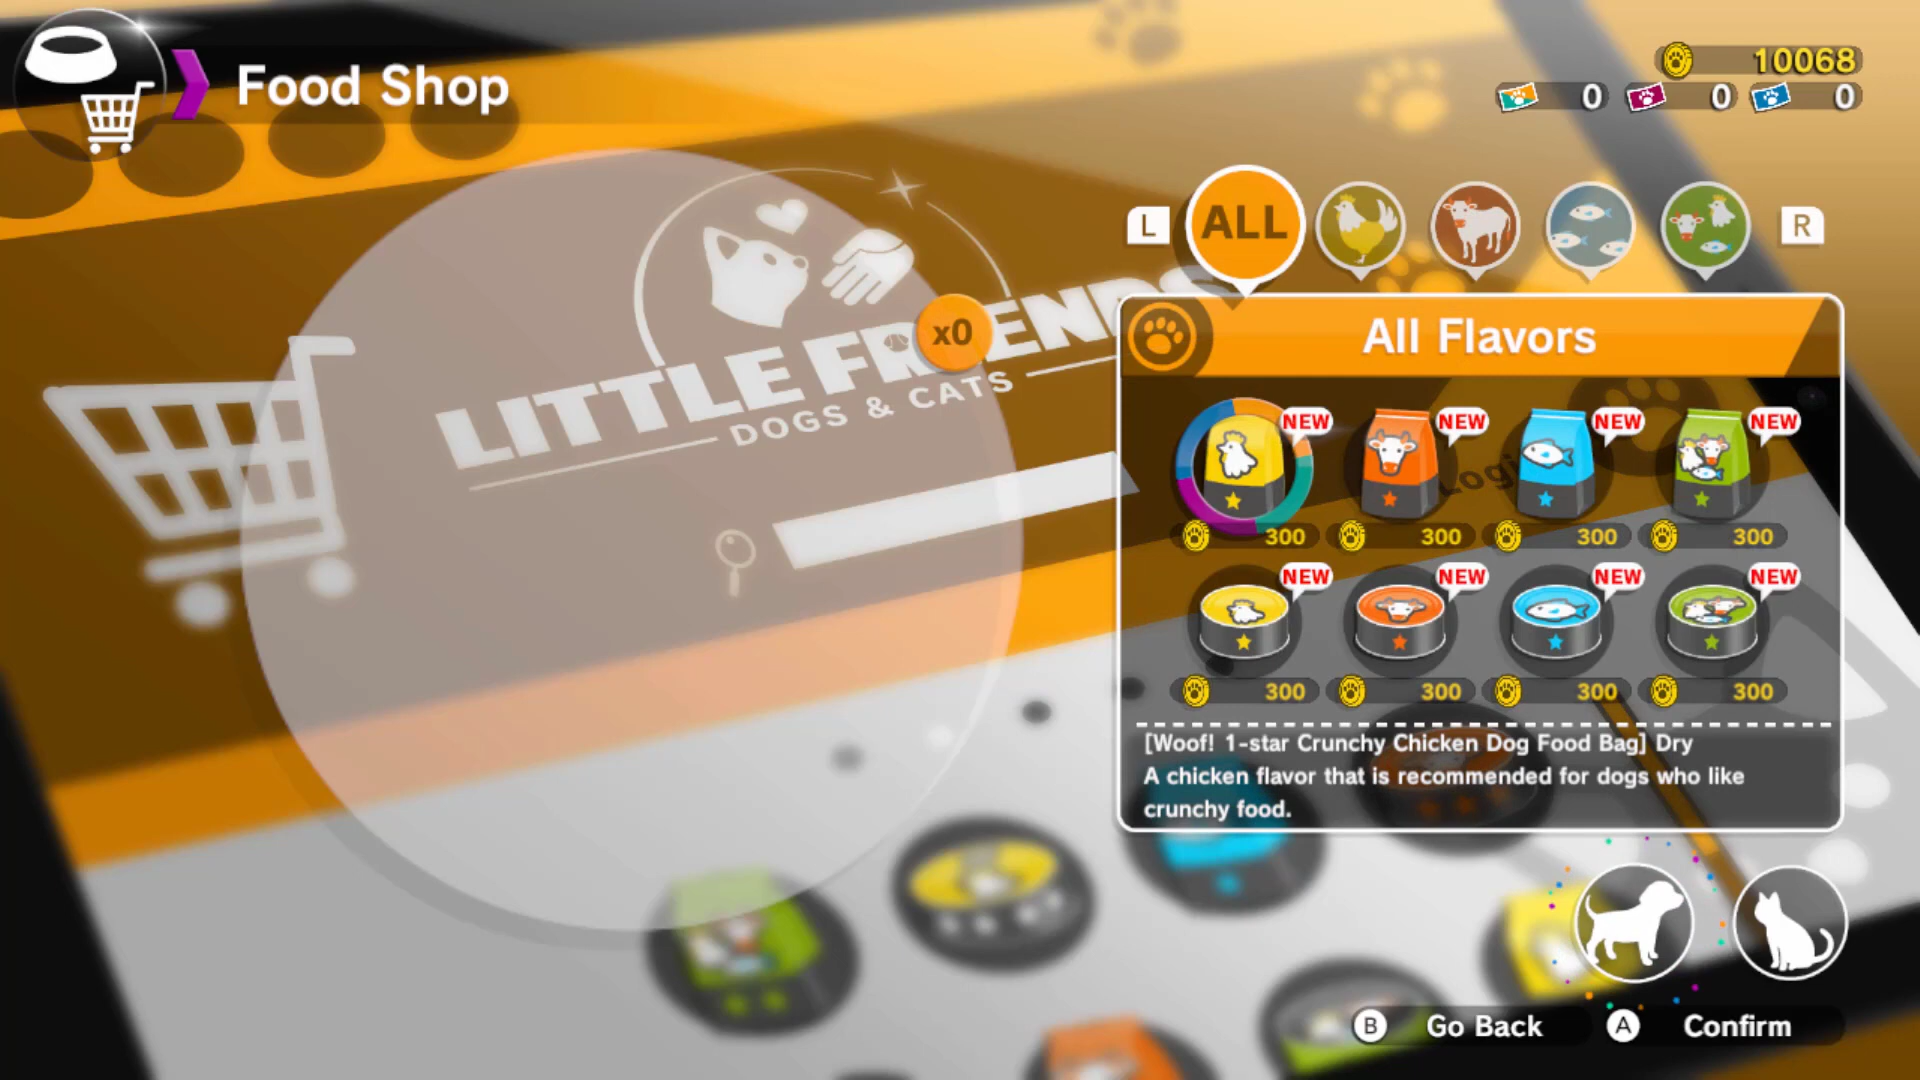 Food Shop
10068
0 0 0
L ALL R
LITTLE FRIENDS
DOGS & CATS
x0
All Flavors
NEW NEW NEW NEW
300 300 300 300
NEW NEW NEW NEW
300 300 300 300
[Woof! 1-star Crunchy Chicken Dog Food Bag] Dry
A chicken flavor that is recommended for dogs who like
crunchy food.
B Go Back A Confirm